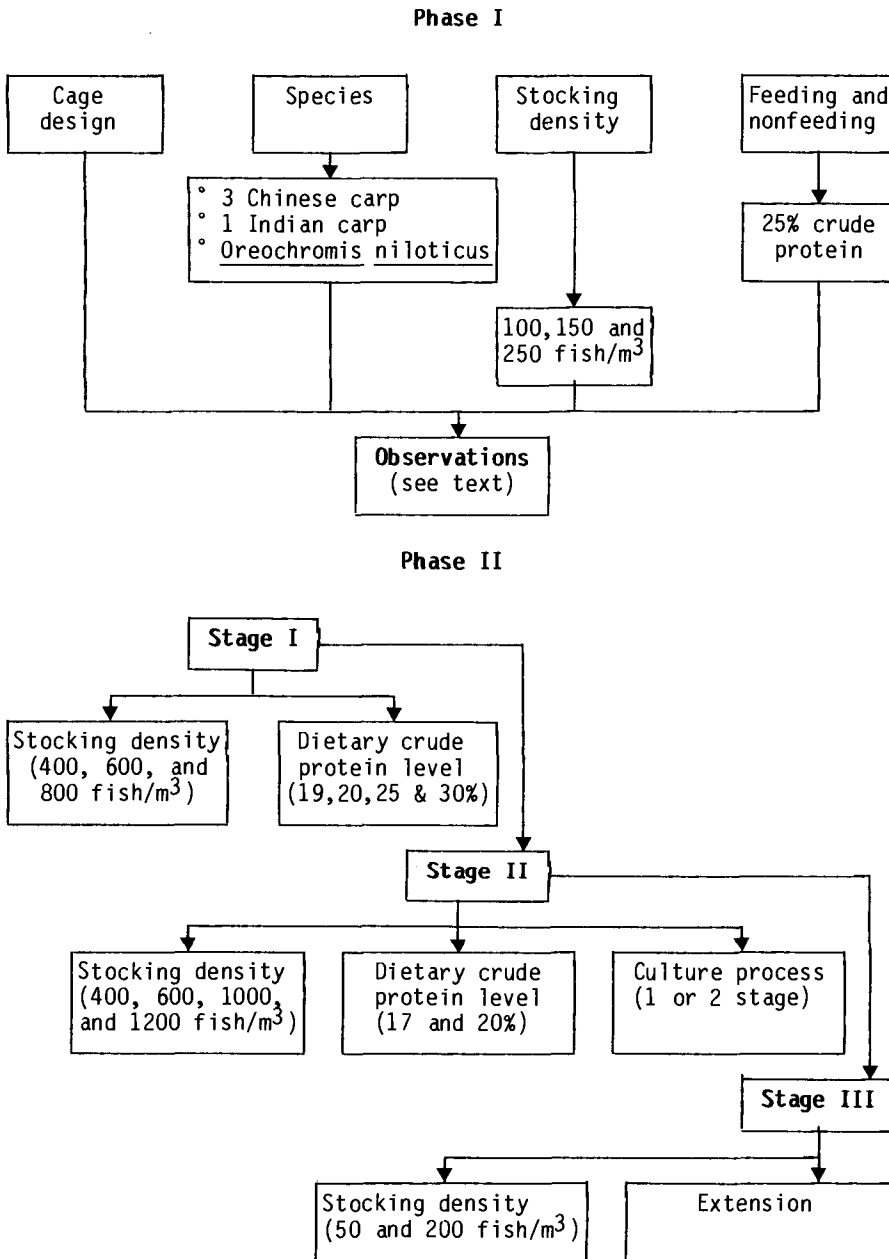 Phase I
Cage
design
Species
Stocking
density
Feeding and
nonfeeding
° 3 Chinese carp
° 1 Indian carp
° Oreochromis niloticus
25% crude
protein
100,150 and
250 fish/m³
Observations
(see text)
Phase II
Stage I
Stocking density
(400, 600, and
800 fish/m³)
Dietary crude
protein level
(19,20,25 & 30%)
Stage II
Stocking density
(400, 600, 1000,
and 1200 fish/m³)
Dietary crude
protein level
(17 and 20%)
Culture process
(1 or 2 stage)
Stage III
Stocking density
(50 and 200 fish/m³)
Extension